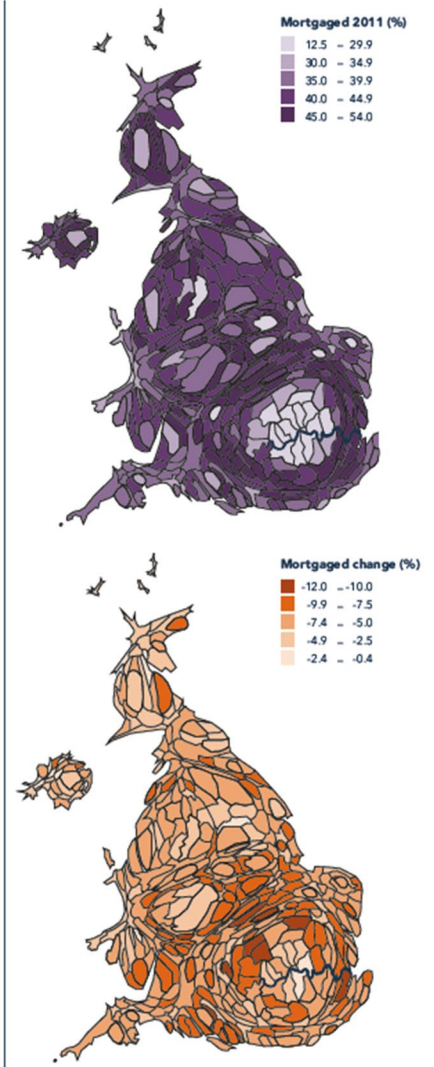 Mortgaged 2011 (%)
12.5 – 29.9
30.0 – 34.9
35.0 – 39.9
40.0 – 44.9
45.0 – 54.0
Mortgaged change (%)
-12.0 – -10.0
-9.9 – -7.5
-7.4 – -5.0
-4.9 – -2.5
-2.4 – -0.4